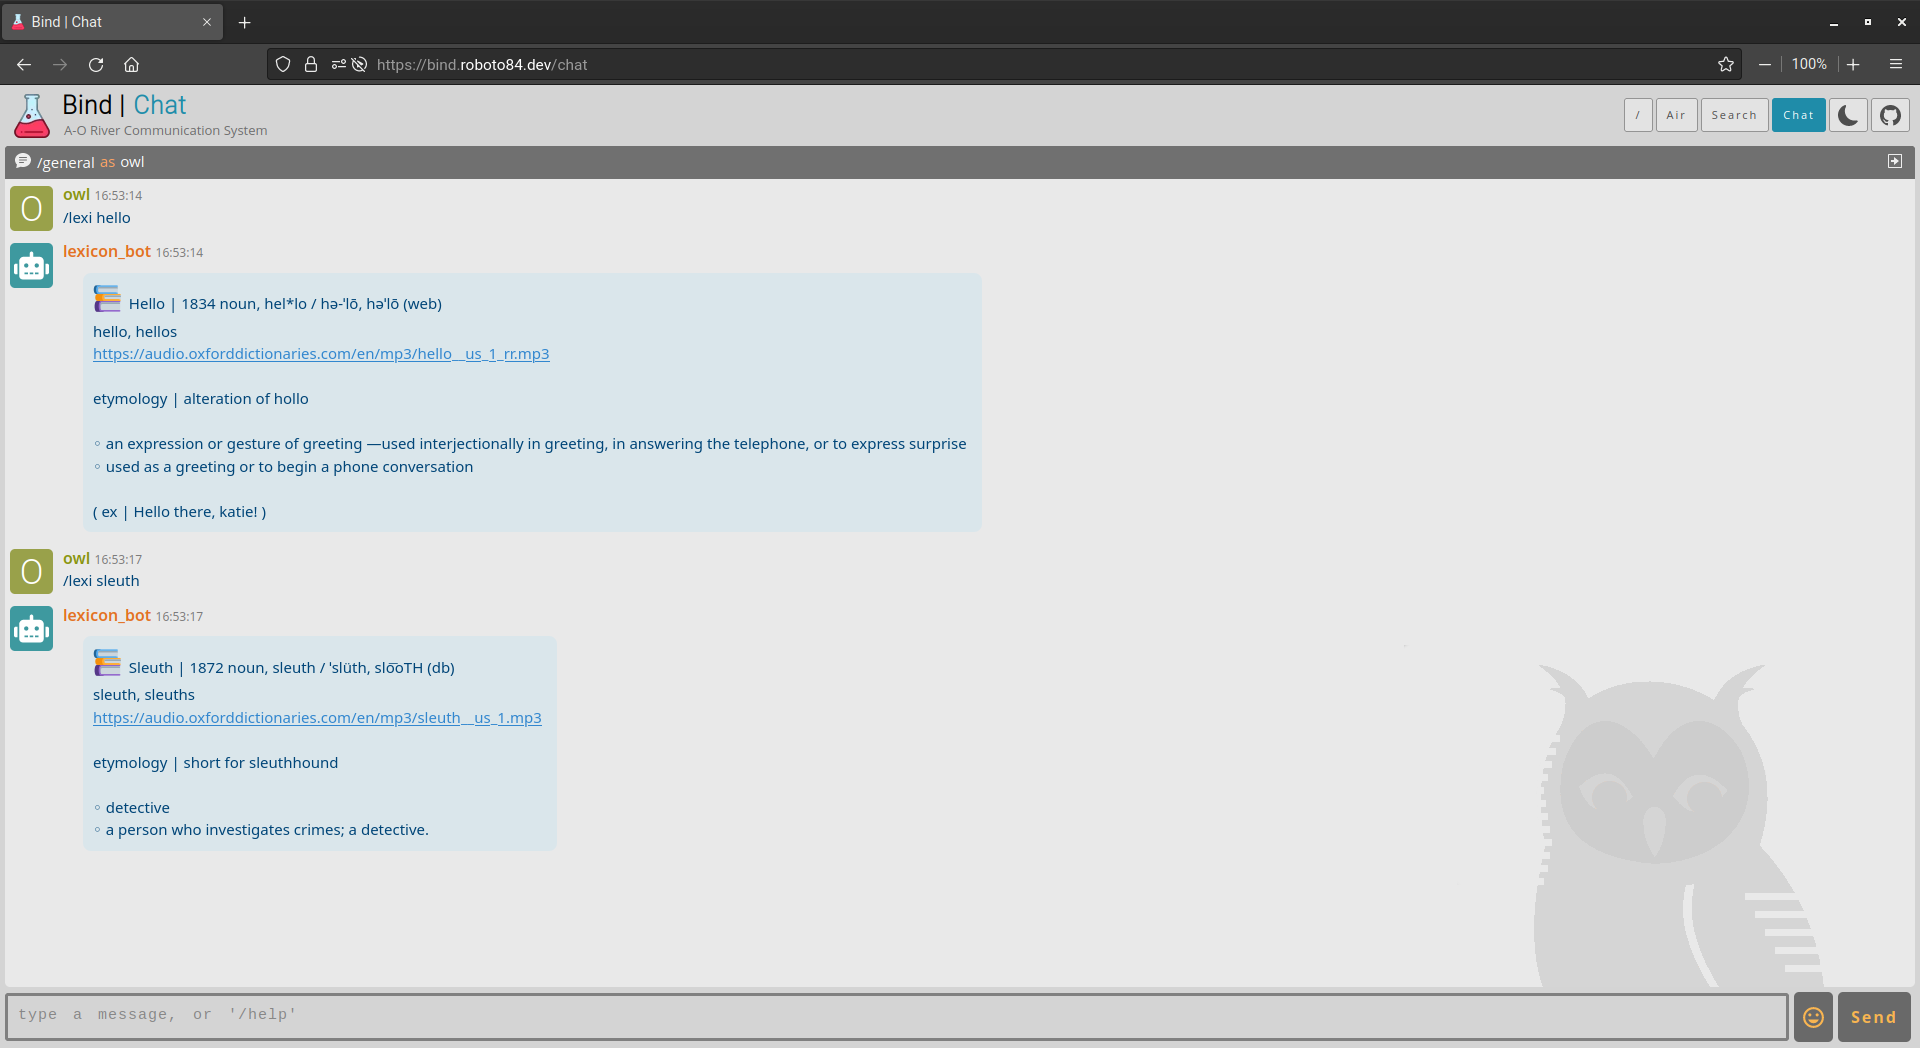 Bind | Chat
https://bind.roboto84.dev/chat
100%
Bind | Chat
A-O River Communication System
/
Air
Search
Chat
/general as owl
O
owl 16:53:14
/lexi hello
lexicon_bot 16:53:14
Hello | 1834 noun, hel*lo / hə-ˈlō, həˈlō (web)
hello, hellos
https://audio.oxforddictionaries.com/en/mp3/hello__us_1_rr.mp3
etymology | alteration of hollo
◦ an expression or gesture of greeting —used interjectionally in greeting, in answering the telephone, or to express surprise
◦ used as a greeting or to begin a phone conversation
( ex | Hello there, katie! )
O
owl 16:53:17
/lexi sleuth
lexicon_bot 16:53:17
Sleuth | 1872 noun, sleuth / ˈslüth, slo͞oTH (db)
sleuth, sleuths
https://audio.oxforddictionaries.com/en/mp3/sleuth__us_1.mp3
etymology | short for sleuthhound
◦ detective
◦ a person who investigates crimes; a detective.
type a message, or '/help'
Send